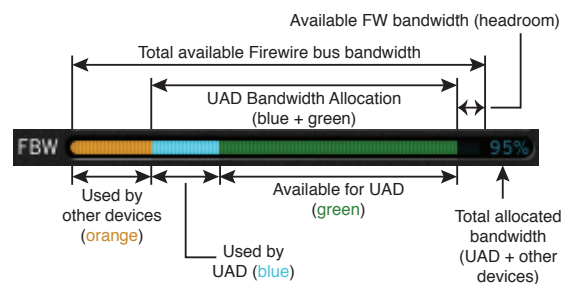 Available FW bandwidth (headroom)
Total available Firewire bus bandwidth
UAD Bandwidth Allocation
(blue + green)
FBW
95%
Used by
other devices
(orange)
Used by
UAD (blue)
Available for UAD
(green)
Total allocated
bandwidth
(UAD + other
devices)